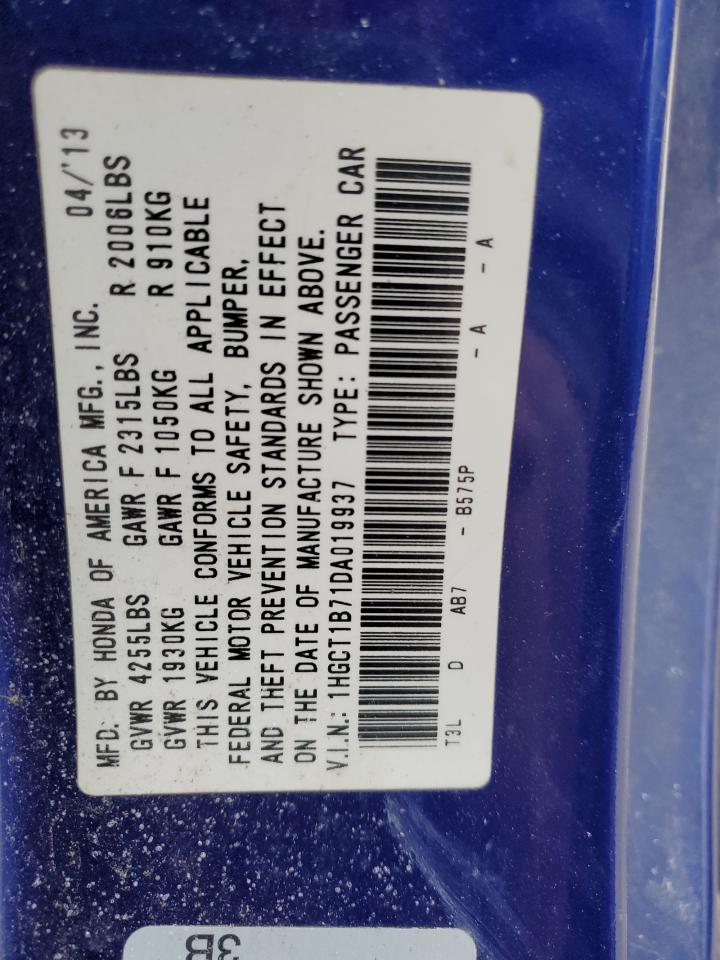 MFD. BY HONDA OF AMERICA MFG., INC. 04/'13
GVWR 4255LBS GAWR F 2315LBS R 2006LBS
GVWR 1930KG GAWR F 1050KG R 910KG
THIS VEHICLE CONFORMS TO ALL APPLICABLE
FEDERAL MOTOR VEHICLE SAFETY, BUMPER,
AND THEFT PREVENTION STANDARDS IN EFFECT
ON THE DATE OF MANUFACTURE SHOWN ABOVE.
V.I.N.: 1HGCT1B71DA019937 TYPE: PASSENGER CAR
T3L D AB7 - B575P - A - A